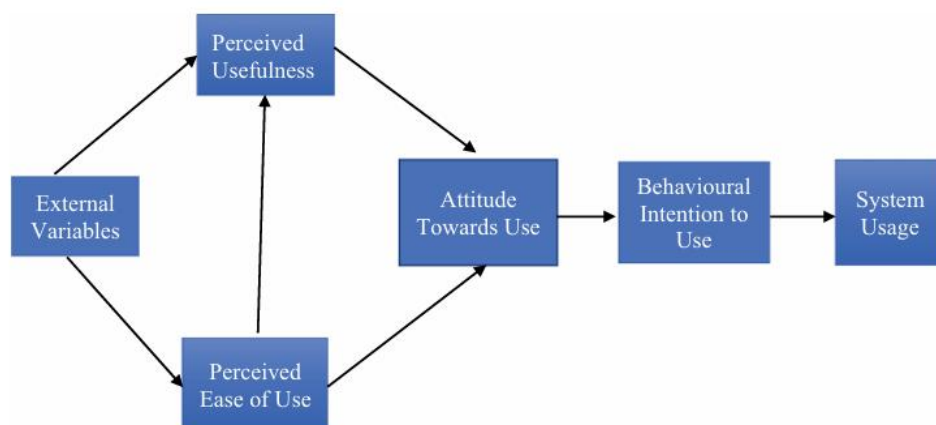 Perceived
Usefulness
External
Variables
Attitude
Towards Use
Behavioural
Intention to
Use
System
Usage
Perceived
Ease of Use